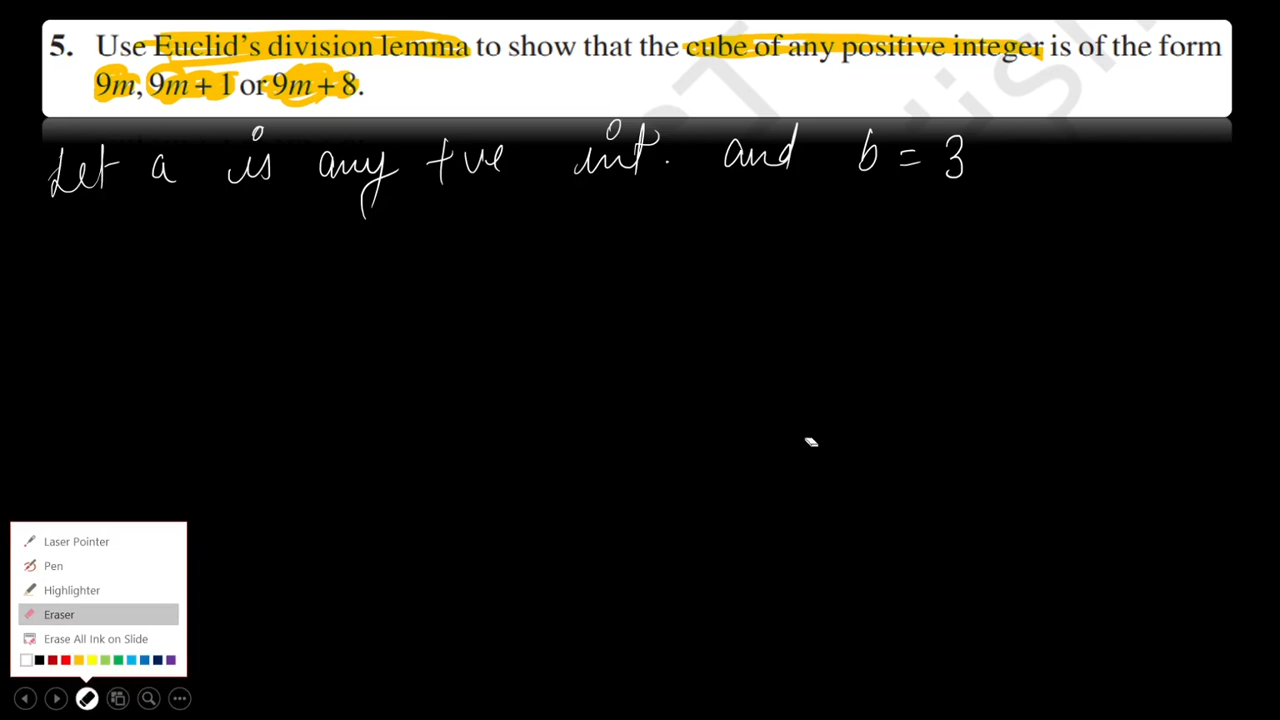 5. Use Euclid's division lemma to show that the cube of any positive integer is of the form
9m, 9m + 1 or 9m + 8.
Let a is any +ve int. and b = 3
Laser Pointer
Pen
Highlighter
Eraser
Erase All Ink on Slide